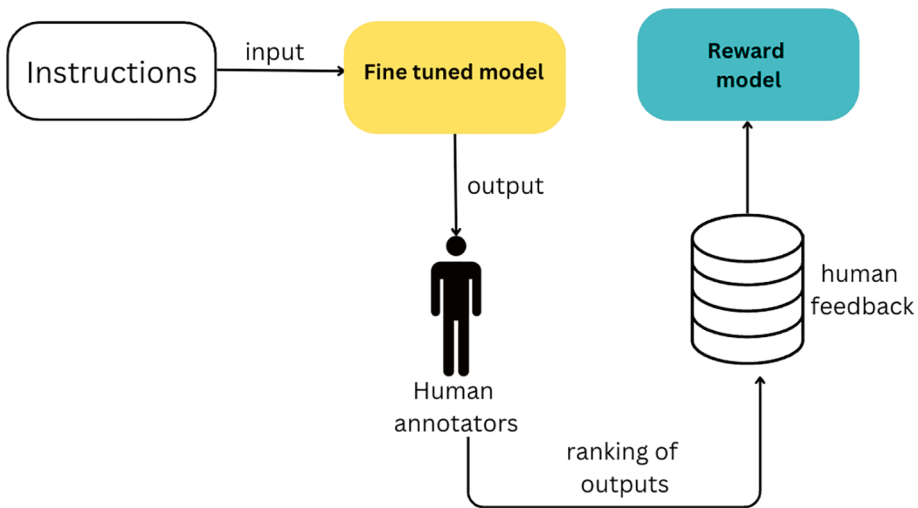 Instructions
input
Fine tuned model
Reward
model
output
human
feedback
Human
annotators
ranking of
outputs